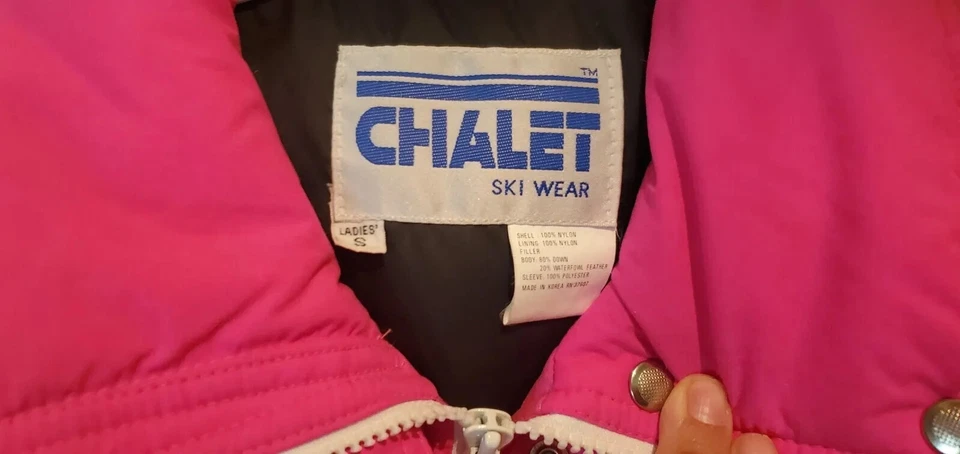 TM
CHALET
SKI WEAR
LADIES'
S
SHELL: 100% NYLON
LINING: 100% NYLON
FILLER:
BODY: 80% DOWN
20% WATERFOWL FEATHER
SLEEVE: 100% POLYESTER
MADE IN KOREA